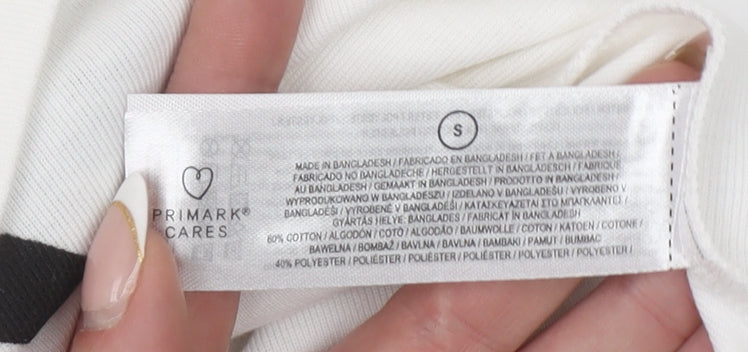 S
MADE IN BANGLADESH / FABRICADO EN BANGLADESH / FET A BANGLADESH /
FABRICADO NO BANGLADECHE / HERGESTELLT IN BANGLADESCH / FABRIQUÉ
AU BANGLADESH / GEMAAKT IN BANGLADESH / PRODOTTO IN BANGLADESH /
WYPRODUKOWANO W BANGLADESZU / IZDELANO V BANGLADEŠU / VYROBENO V
BANGLADÉŠI / VYROBENÉ V BANGLADÉŠI / ΚΑΤΑΣΚΕΥΑΖΕΤΑΙ ΣΤΟ ΜΠΑΓΚΛΑΝΤΕΣ /
GYÁRTÁS HELYE: BANGLADES / FABRICAT ÎN BANGLADESH
60% COTTON / ALGODÓN / COTÓ / ALGODÃO / BAUMWOLLE / COTON / KATOEN / COTONE /
BAWEŁNA / BOMBAŽ / BAVLNA / BAVLNA / BAMBAKI / PAMUT / BUMBAC
40% POLYESTER / POLIÉSTER / POLIÈSTER / POLIÉSTER / POLYESTER / POLYESTER /
PRIMARK®
CARES